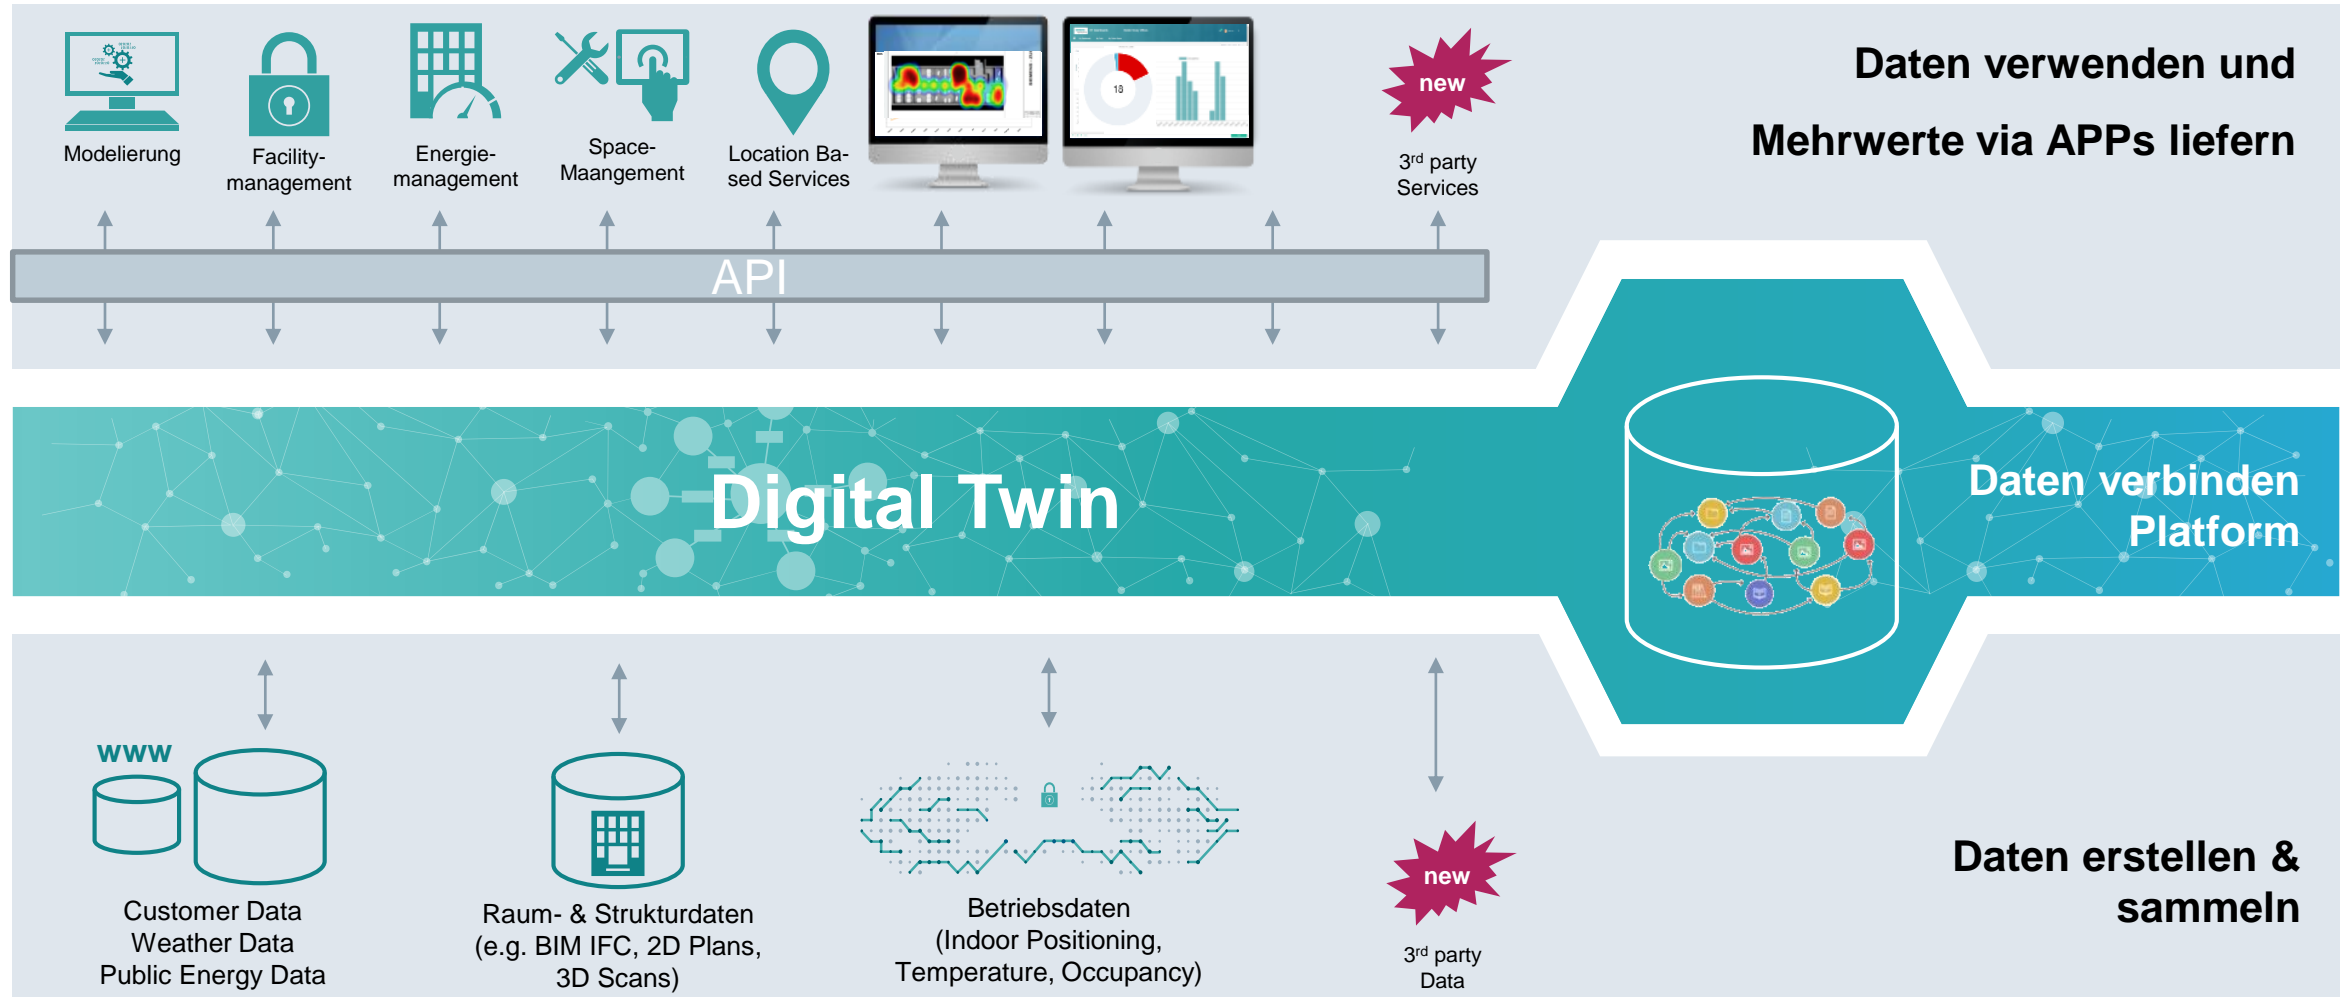 Daten verwenden und
Mehrwerte via APPs liefern
new
18
Modelierung
Facility-
management
Energie-
management
Space-
Maangement
Location Ba-
sed Services
3rd party
Services
API
Digital Twin
Daten verbinden
Platform
www
Customer Data
Weather Data
Public Energy Data
Raum- & Strukturdaten
(e.g. BIM IFC, 2D Plans,
3D Scans)
Betriebsdaten
(Indoor Positioning,
Temperature, Occupancy)
new
3rd party
Data
Daten erstellen &
sammeln